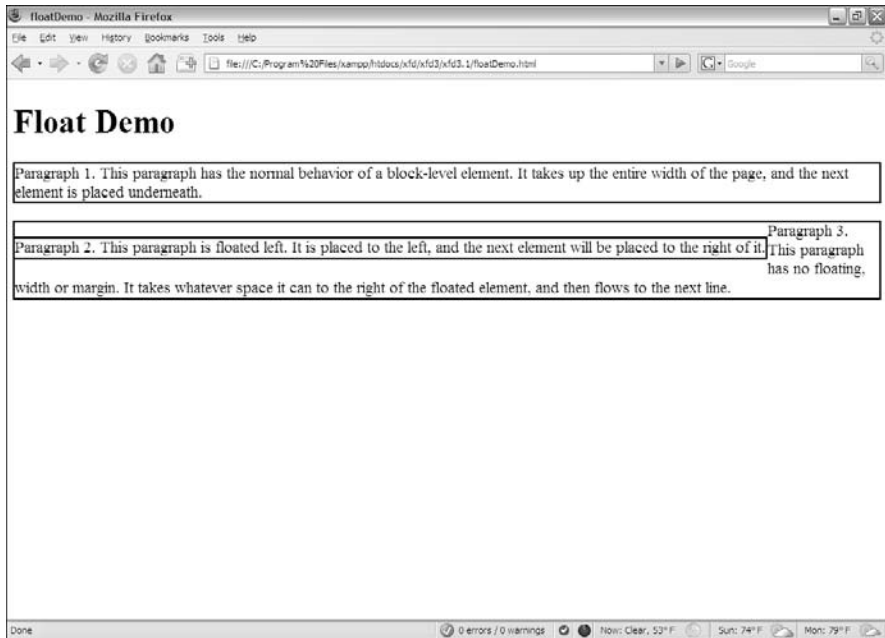 floatDemo - Mozilla Firefox
File Edit View History Bookmarks Tools Help
file:///C:/Program%20Files/xampp/htdocs/xfd/xfd3/xfd3.1/floatDemo.html
G Google
Float Demo
Paragraph 1. This paragraph has the normal behavior of a block-level element. It takes up the entire width of the page, and the next
element is placed underneath.
Paragraph 2. This paragraph is floated left. It is placed to the left, and the next element will be placed to the right of it.
Paragraph 3.
This paragraph
has no floating,
width or margin. It takes whatever space it can to the right of the floated element, and then flows to the next line.
Done 0 errors / 0 warnings Now: Clear, 53° F Sun: 74° F Mon: 79° F